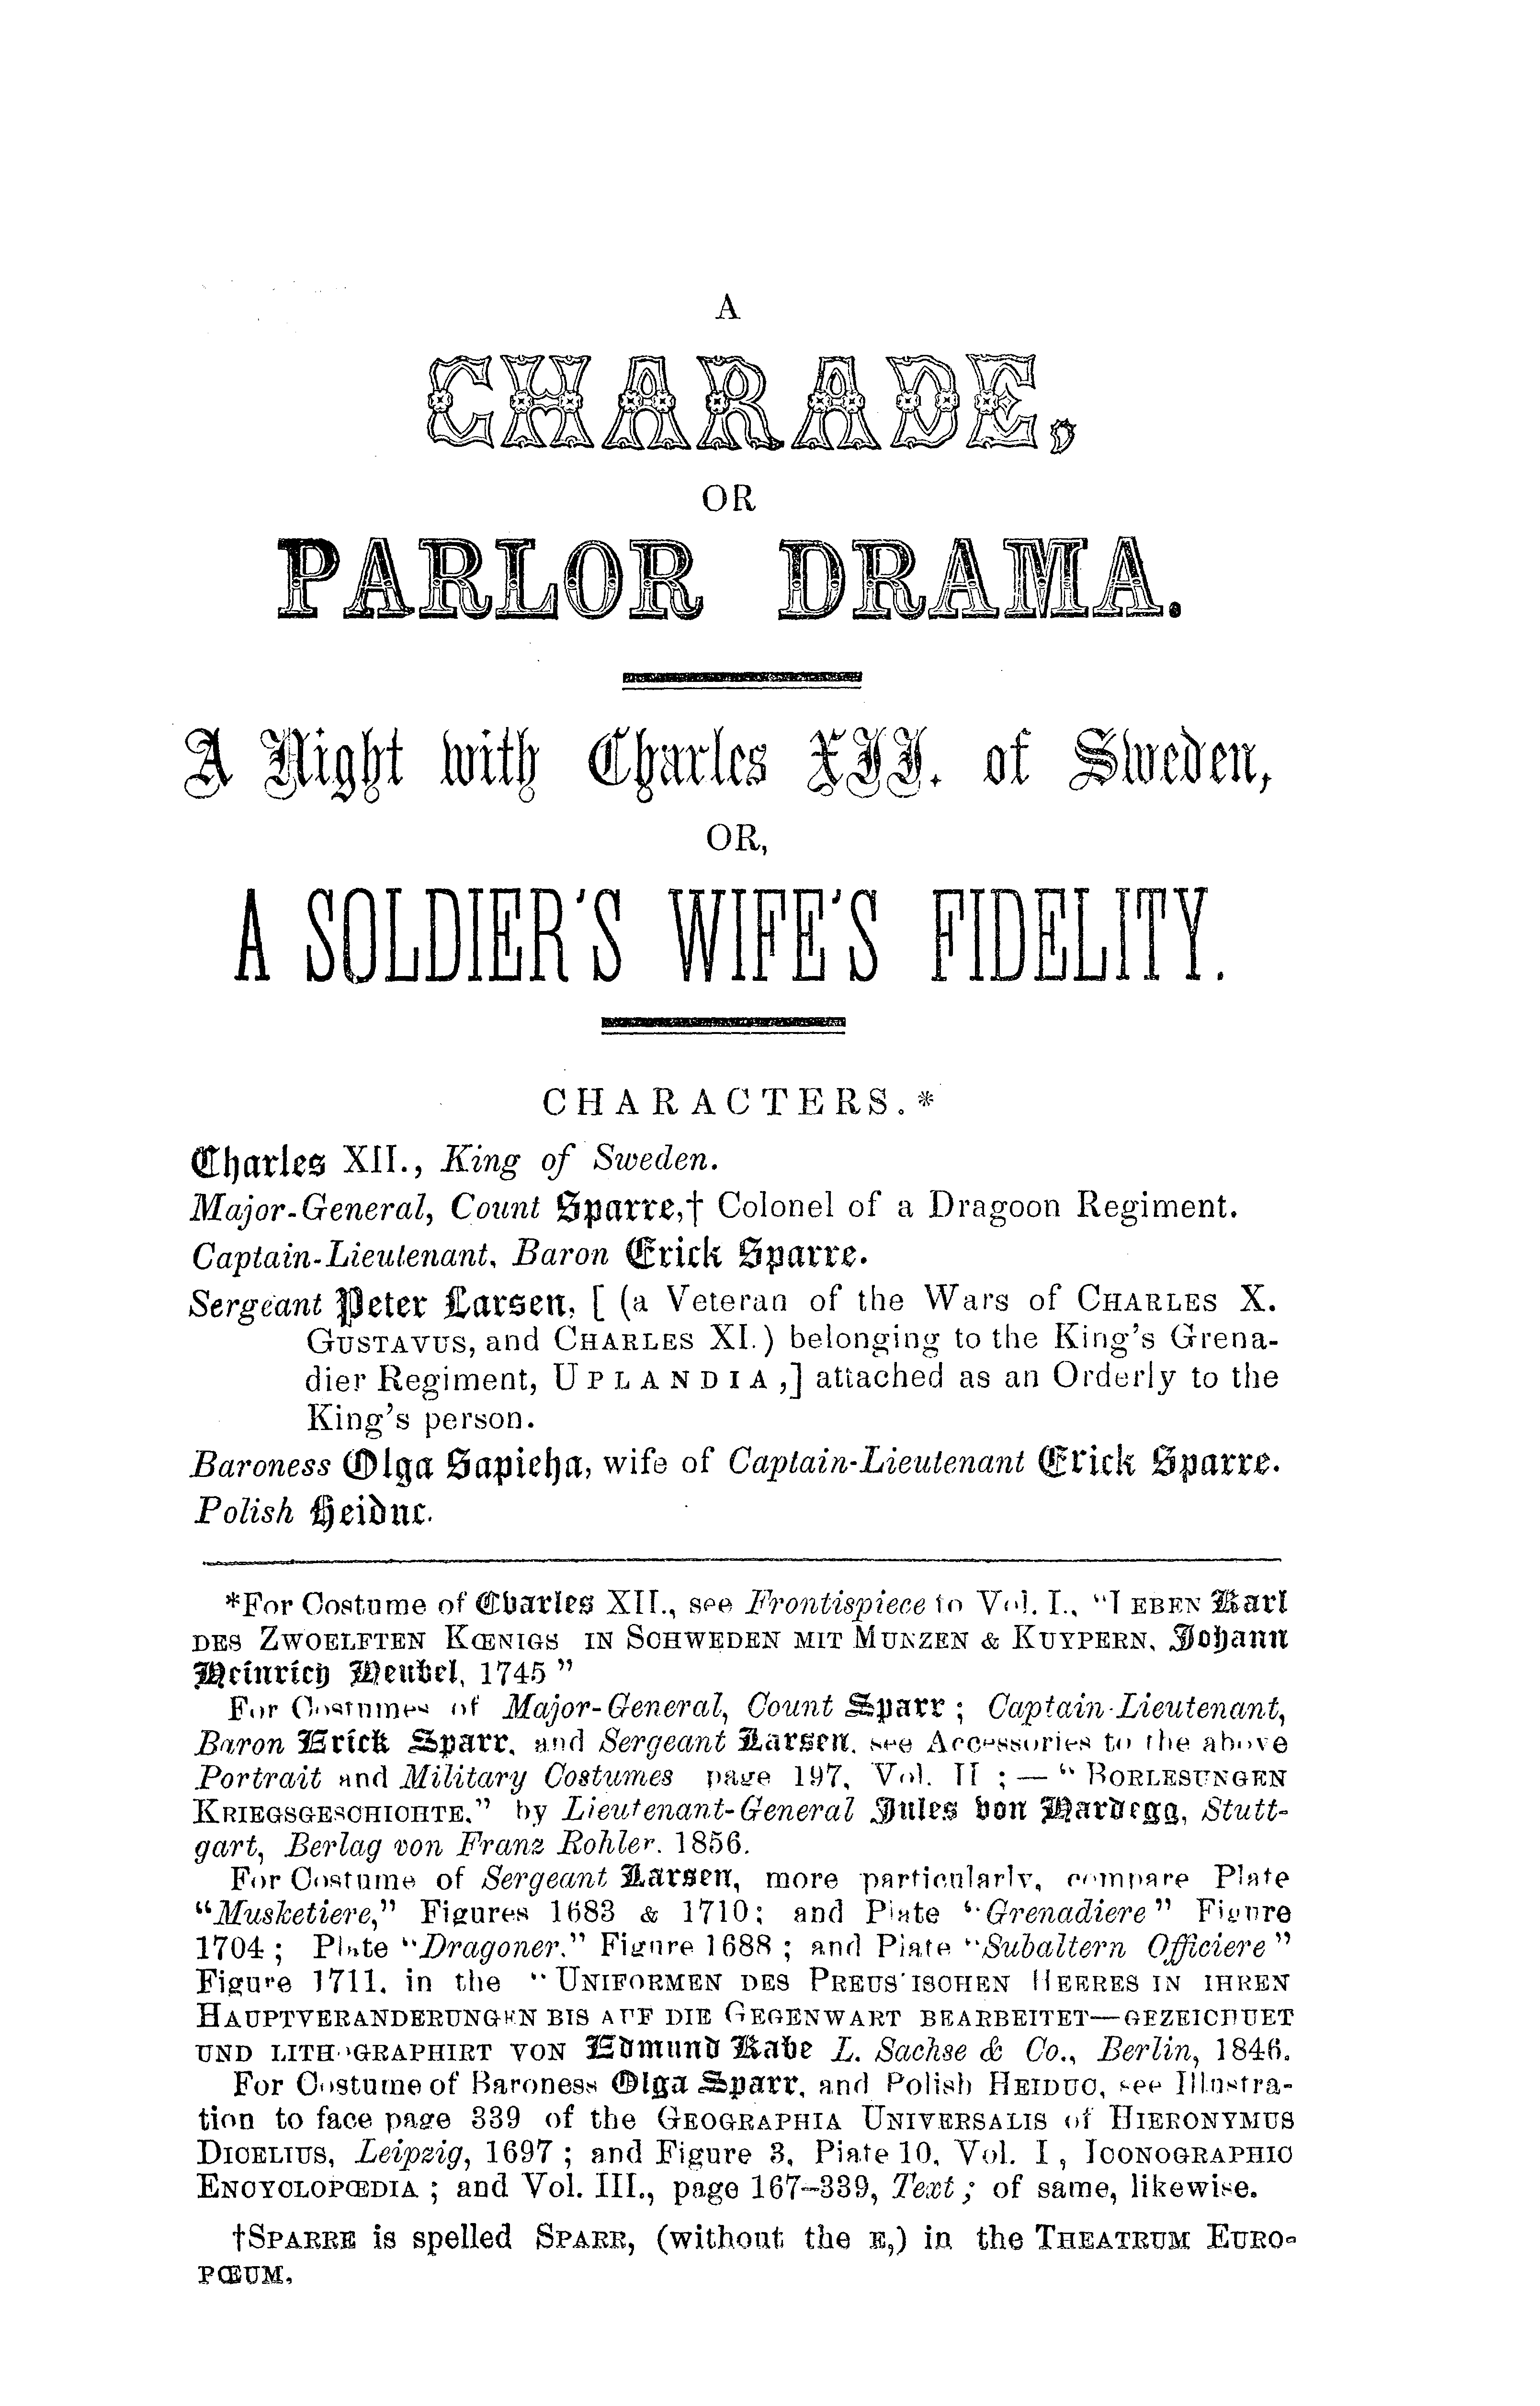 A
CHARADE,
OR
PARLOR DRAMA.
A Night with Charles XII. of Sweden,
OR,
A SOLDIER'S WIFE'S FIDELITY.
CHARACTERS.*
Charles XII., King of Sweden.
Major-General, Count Sparre,† Colonel of a Dragoon Regiment.
Captain-Lieutenant, Baron Erick Sparre.
Sergeant Peter Larsen, [ (a Veteran of the Wars of CHARLES X.
GUSTAVUS, and CHARLES XI.) belonging to the King's Grena-
dier Regiment, UPLANDIA,] attached as an Orderly to the
King's person.
Baroness Olga Sapieha, wife of Captain-Lieutenant Erick Sparre.
Polish Heiduc.
*For Costume of Charles XII., see Frontispiece to Vol. I., "LEBEN Karl
DES ZWOELFTEN KŒNIGS IN SCHWEDEN MIT MUNZEN & KUYPERN, Johann
Heinrich Heubel, 1745"
For Costumes of Major-General, Count Sparr; Captain-Lieutenant,
Baron Erick Sparr, and Sergeant Larsen, see Accessories to the above
Portrait and Military Costumes page 197, Vol. II; — "BORLESUNGEN
KRIEGSGESCHICHTE," by Lieutenant-General Jules von Hardegg, Stutt-
gart, Berlag von Franz Rohler. 1856.
For Costume of Sergeant Larsen, more particularly, compare Plate
"Musketiere," Figures 1683 & 1710; and Plate "Grenadiere" Figure
1704; Plate "Dragoner," Figure 1688; and Plate "Subaltern Officiere"
Figure 1711, in the "UNIFORMEN DES PREUS'ISCHEN HEERES IN IHREN
HAUPTVERANDERUNGEN BIS AUF DIE GEGENWART BEARBEITET—GEZEICHUET
UND LITHOGRAPHIRT VON Edmund Rabe L. Sachse & Co., Berlin, 1846.
For Costume of Baroness Olga Sparr, and Polish HEIDUC, see Illustra-
tion to face page 339 of the GEOGRAPHIA UNIVERSALIS of HIERONYMUS
DICELIUS, Leipzig, 1697; and Figure 3, Plate 10, Vol. I, ICONOGRAPHIC
ENCYCLOPŒDIA; and Vol. III., page 167-339, Text; of same, likewise.
†SPARRE is spelled SPARR, (without the E,) in the THEATRUM EURO-
PŒUM.